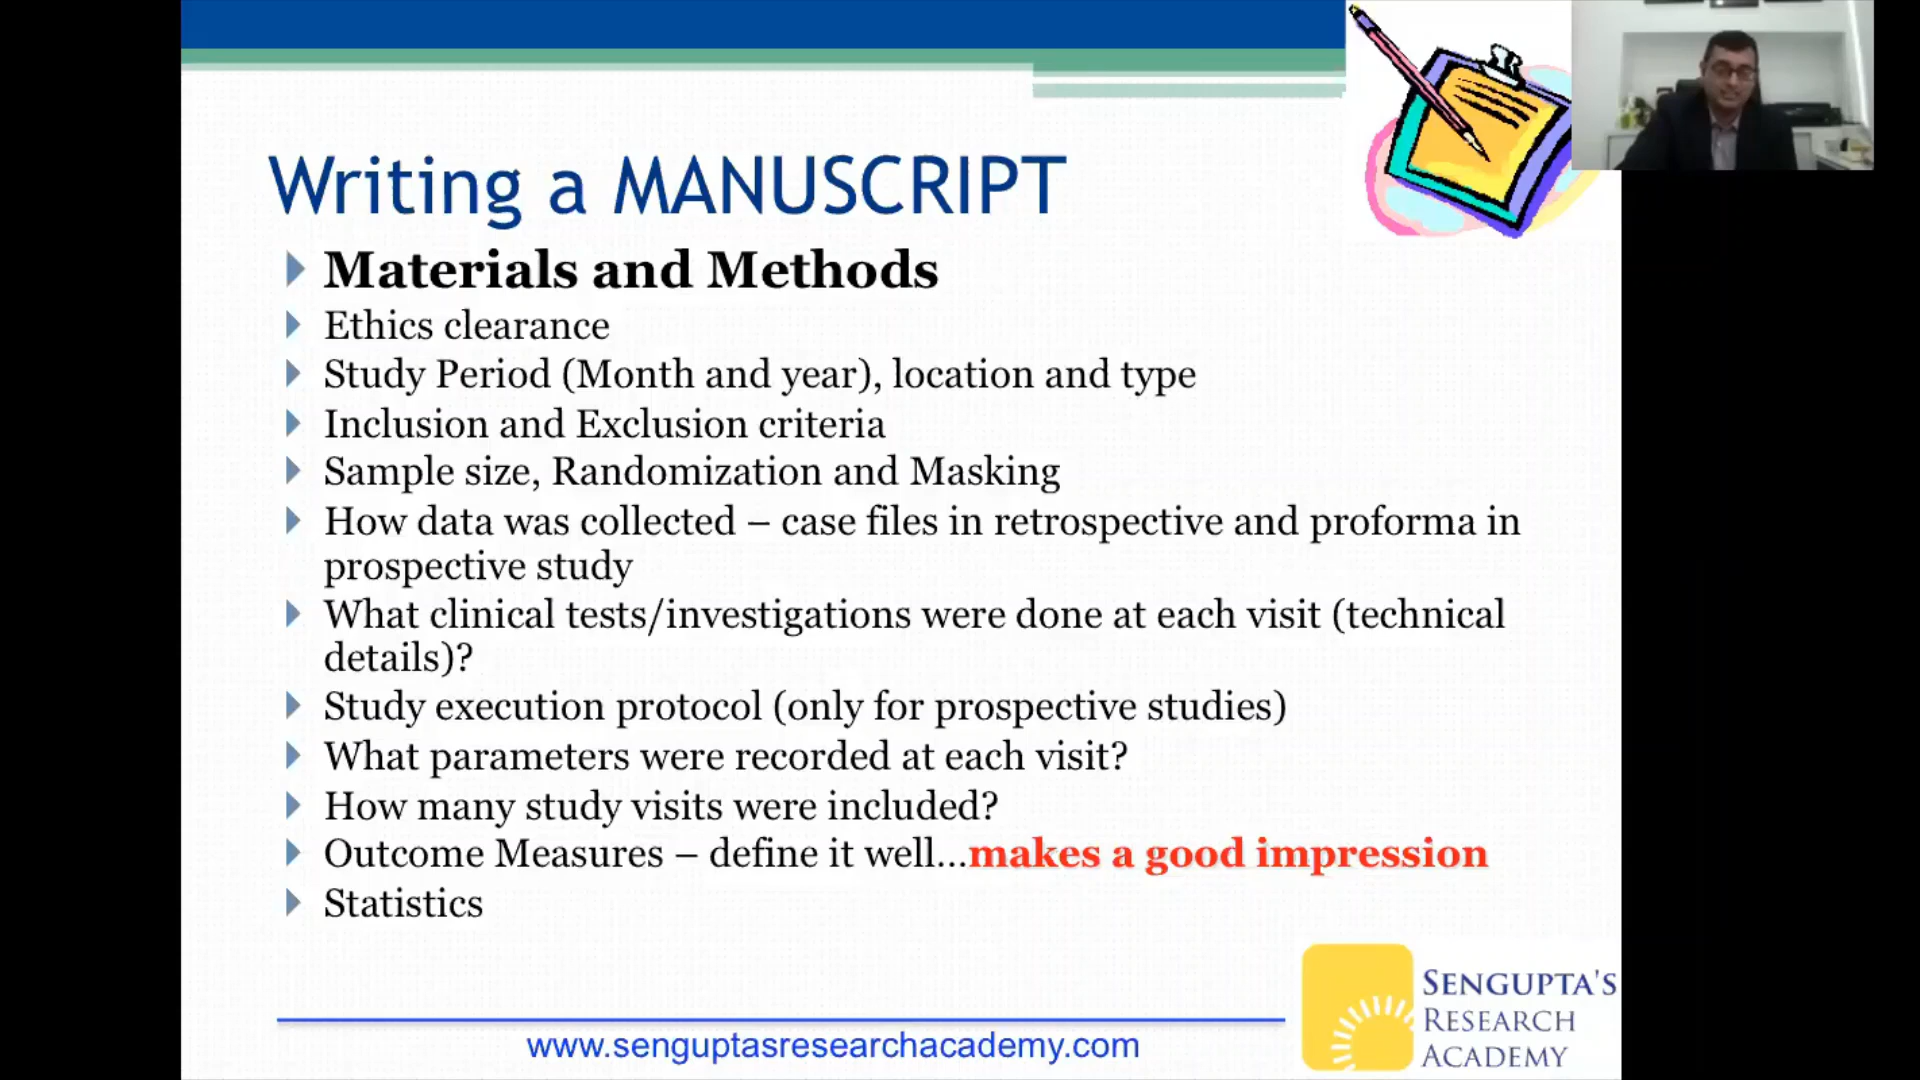 Writing a MANUSCRIPT
Materials and Methods
Ethics clearance
Study Period (Month and year), location and type
Inclusion and Exclusion criteria
Sample size, Randomization and Masking
How data was collected – case files in retrospective and proforma in
prospective study
What clinical tests/investigations were done at each visit (technical
details)?
Study execution protocol (only for prospective studies)
What parameters were recorded at each visit?
How many study visits were included?
Outcome Measures – define it well...makes a good impression
Statistics
www.senguptasresearchacademy.com
SENGUPTA'S
RESEARCH
ACADEMY